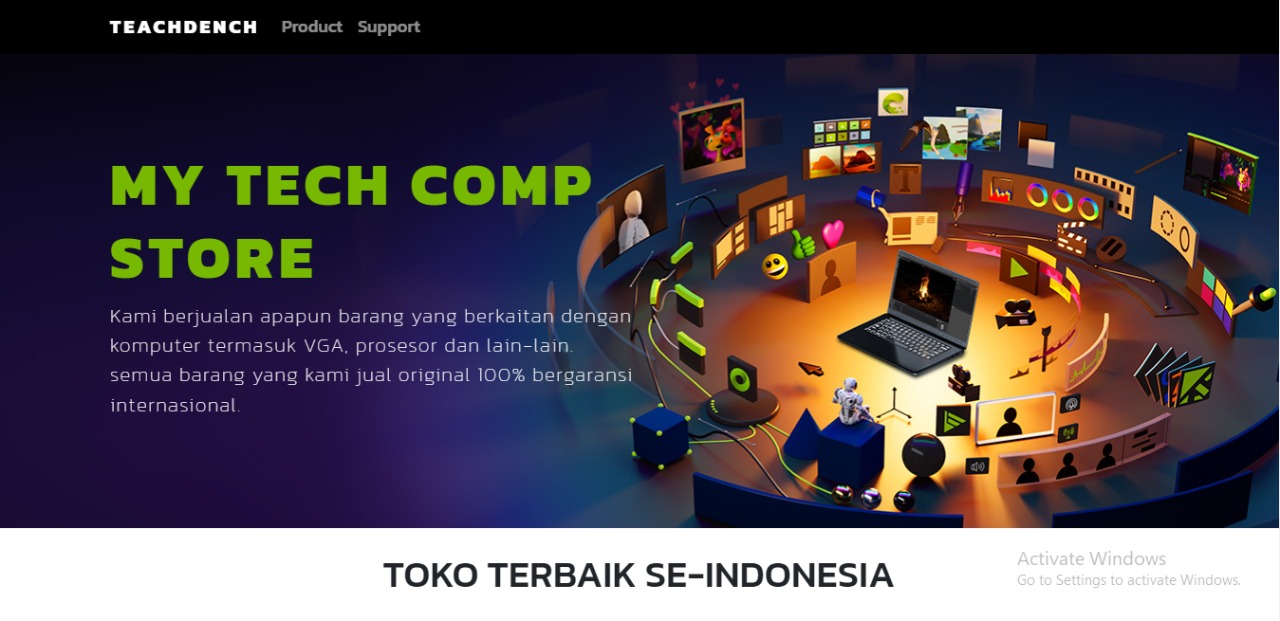 TEACHDENCH Product Support
MY TECH COMP
STORE
Kami berjualan apapun barang yang berkaitan dengan
komputer termasuk VGA, prosesor dan lain-lain.
semua barang yang kami jual original 100% bergaransi
internasional.
T
TOKO TERBAIK SE-INDONESIA
Activate Windows
Go to Settings to activate Windows.